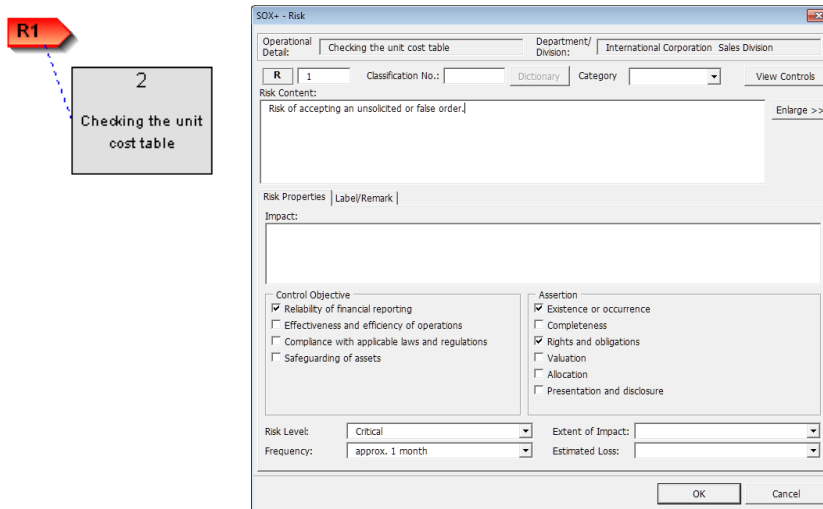 R1
2
Checking the unit
cost table
SOX+ - Risk
Operational Detail: Checking the unit cost table Department/ Division: International Corporation Sales Division
R 1 Classification No.: Dictionary Category View Controls
Risk Content:
Risk of accepting an unsolicited or false order.
Enlarge >>
Risk Properties Label/Remark
Impact:
Control Objective
Reliability of financial reporting
Effectiveness and efficiency of operations
Compliance with applicable laws and regulations
Safeguarding of assets
Assertion
Existence or occurrence
Completeness
Rights and obligations
Valuation
Allocation
Presentation and disclosure
Risk Level: Critical Extent of Impact:
Frequency: approx. 1 month Estimated Loss:
OK Cancel